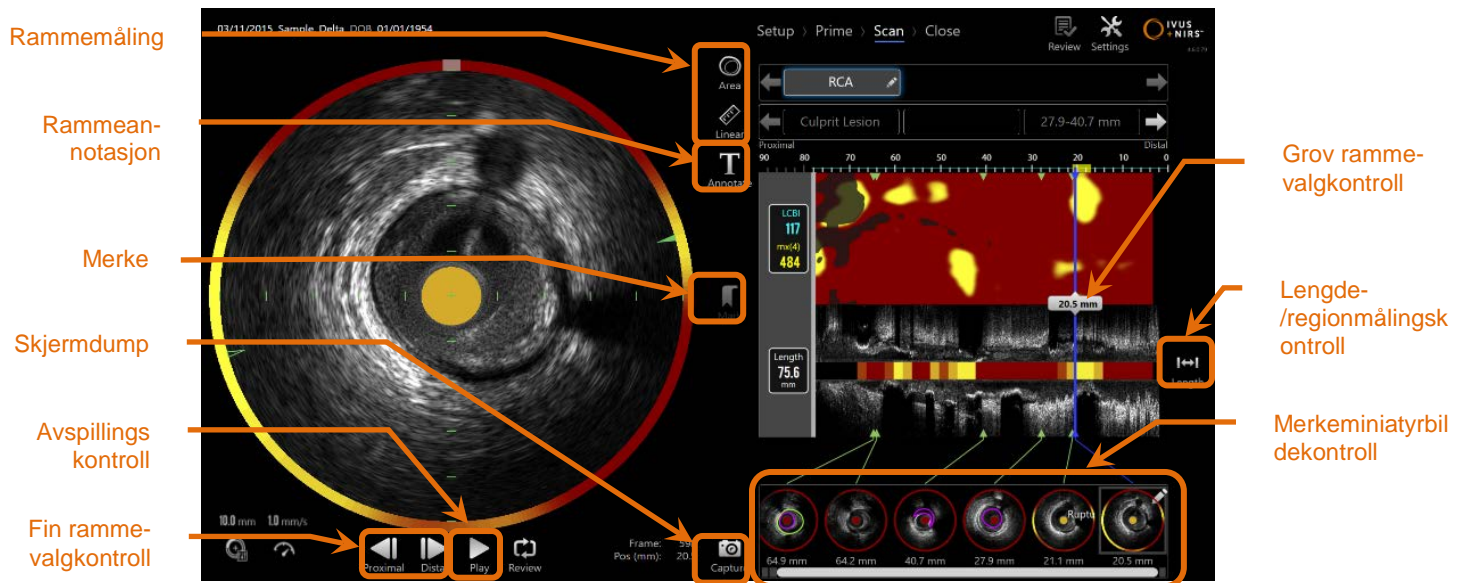 Rammemåling
Rammean-
notasjon
Merke
Skjermdump
Avspillings
kontroll
Fin ramme-
valgkontroll
03/11/2015 Sample, Delta DOB 01/01/1954
Area
Linear
Annotate
10.0 mm 1.0 mm/s
Proximal
Distal
Play
Review
Frame:
Pos (mm):
Capture
Setup > Prime > Scan > Close
Review
Settings
IVUS
+NIRS
RCA
Culprit Lesion
27.9-40.7 mm
Proximal
Distal
90 80 70 60 50 40 30 20 10 0
LCBI
117
mx(4)
484
20.5 mm
Length
75.6
mm
Length
Ruptu
64.9 mm
64.2 mm
40.7 mm
27.9 mm
21.1 mm
20.5 mm
Grov ramme-
valgkontroll
Lengde-
/regionmålingsk
ontroll
Merkeminiatyrbil
dekontroll